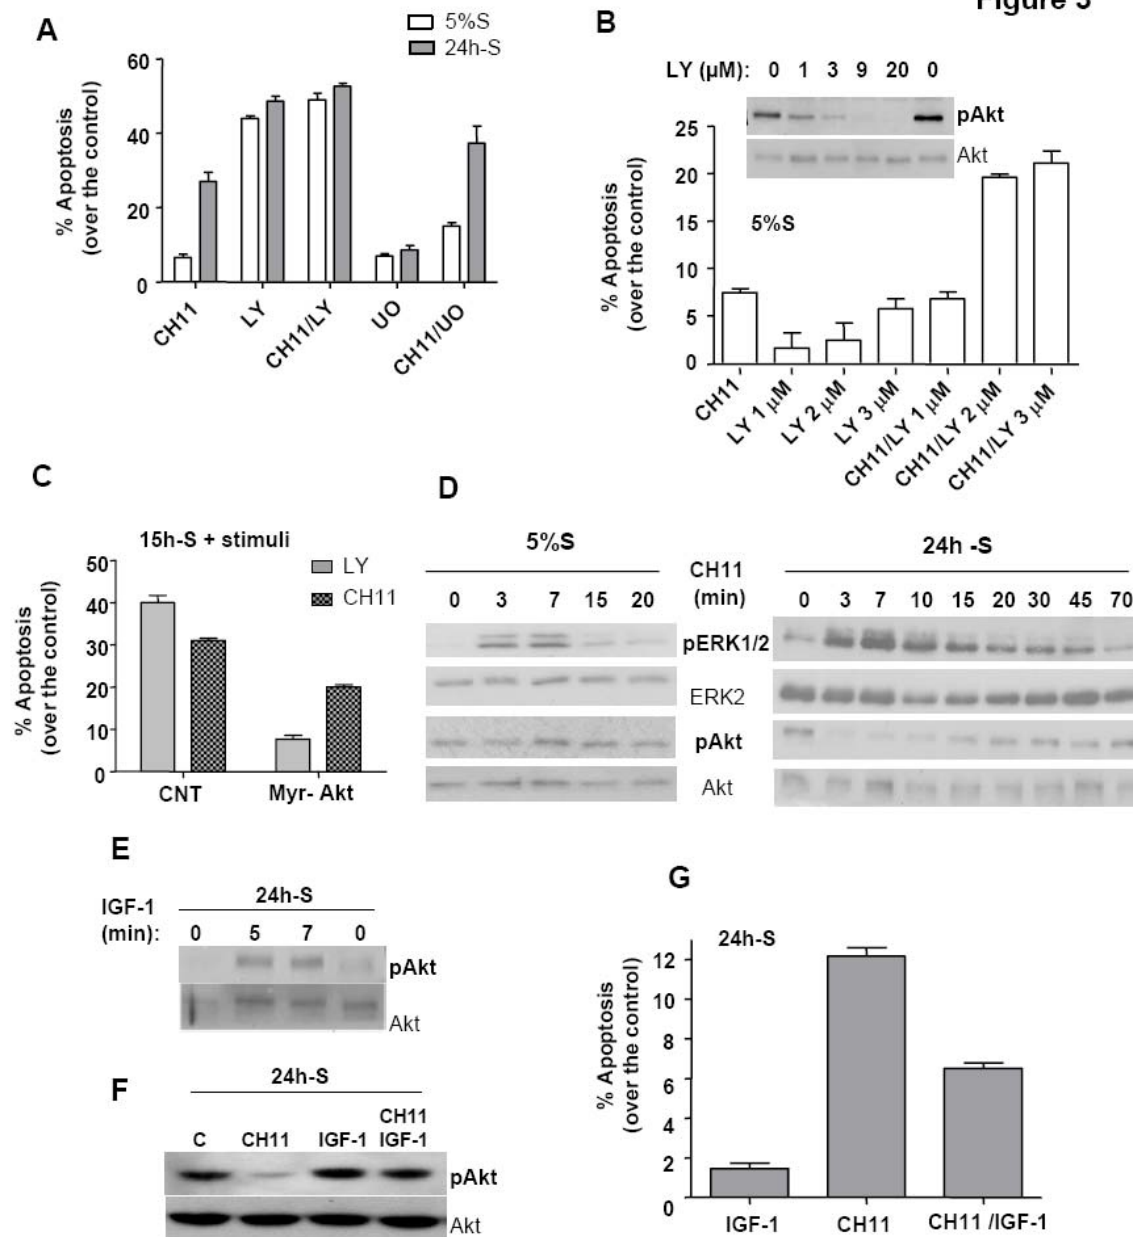 Figure 3
A
5%S
24h-S
% Apoptosis
(over the control)
60
40
20
0
CH11
LY
CH11/LY
UO
CH11/UO
B
LY (µM): 0 1 3 9 20 0
pAkt
Akt
% Apoptosis
(over the control)
25
20
15
10
5
0
5%S
CH11
LY 1 µM
LY 2 µM
LY 3 µM
CH11/LY 1 µM
CH11/LY 2 µM
CH11/LY 3 µM
C
15h-S + stimuli
LY
CH11
% Apoptosis
(over the control)
50
40
30
20
10
0
CNT Myr- Akt
D
5%S
24h -S
CH11
(min)
0 3 7 15 20
0 3 7 10 15 20 30 45 70
pERK1/2
ERK2
pAkt
Akt
E
24h-S
IGF-1
(min): 0 5 7 0
pAkt
Akt
F
24h-S
C CH11 IGF-1 CH11
IGF-1
pAkt
Akt
G
24h-S
% Apoptosis
(over the control)
12
10
8
6
4
2
0
IGF-1 CH11 CH11 /IGF-1